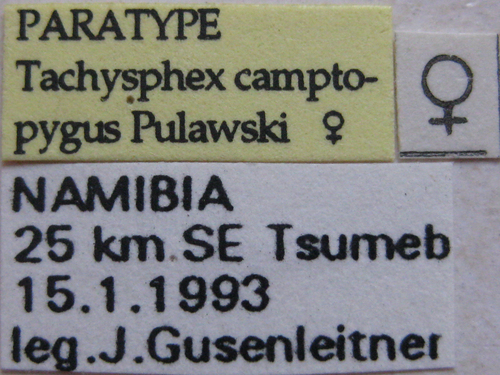 PARATYPE
Tachysphex campto-
pygus Pulawski ♀
♀
NAMIBIA
25 km SE Tsumeb
15.1.1993
leg.J.Gusenleitner